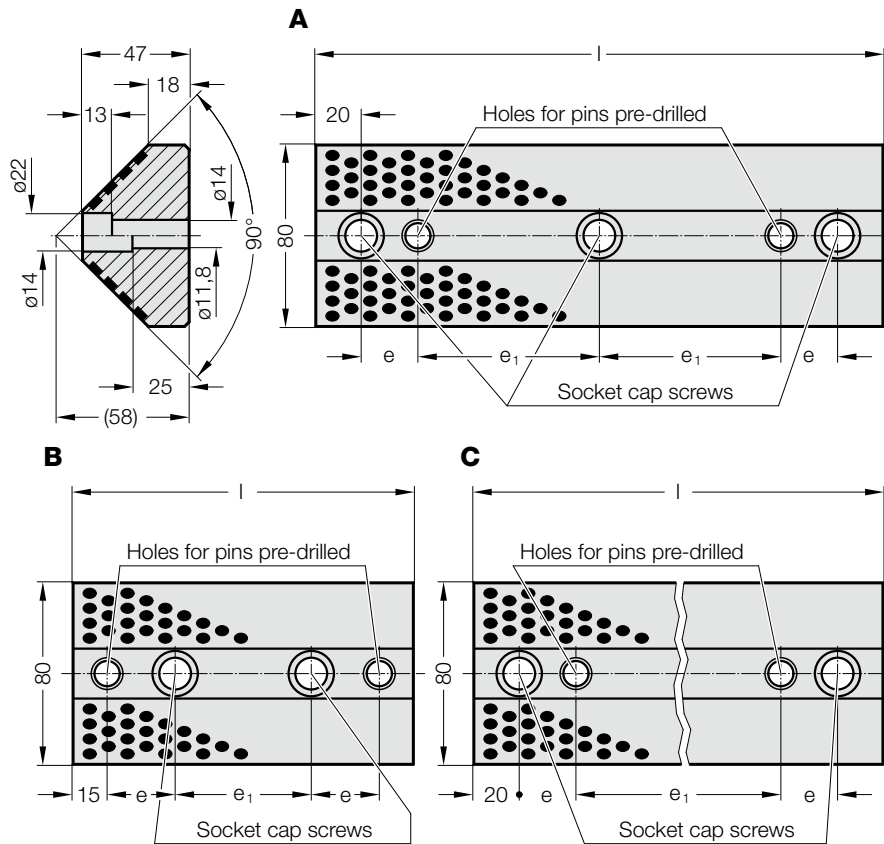 A
47
18
13
ø22
ø14
90°
ø14
ø11,8
25
(58)
l
20
Holes for pins pre-drilled
80
e
e₁
e₁
e
Socket cap screws
B
l
Holes for pins pre-drilled
80
15
e
e₁
e
Socket cap screws
C
l
Holes for pins pre-drilled
80
20
e
e₁
e
Socket cap screws